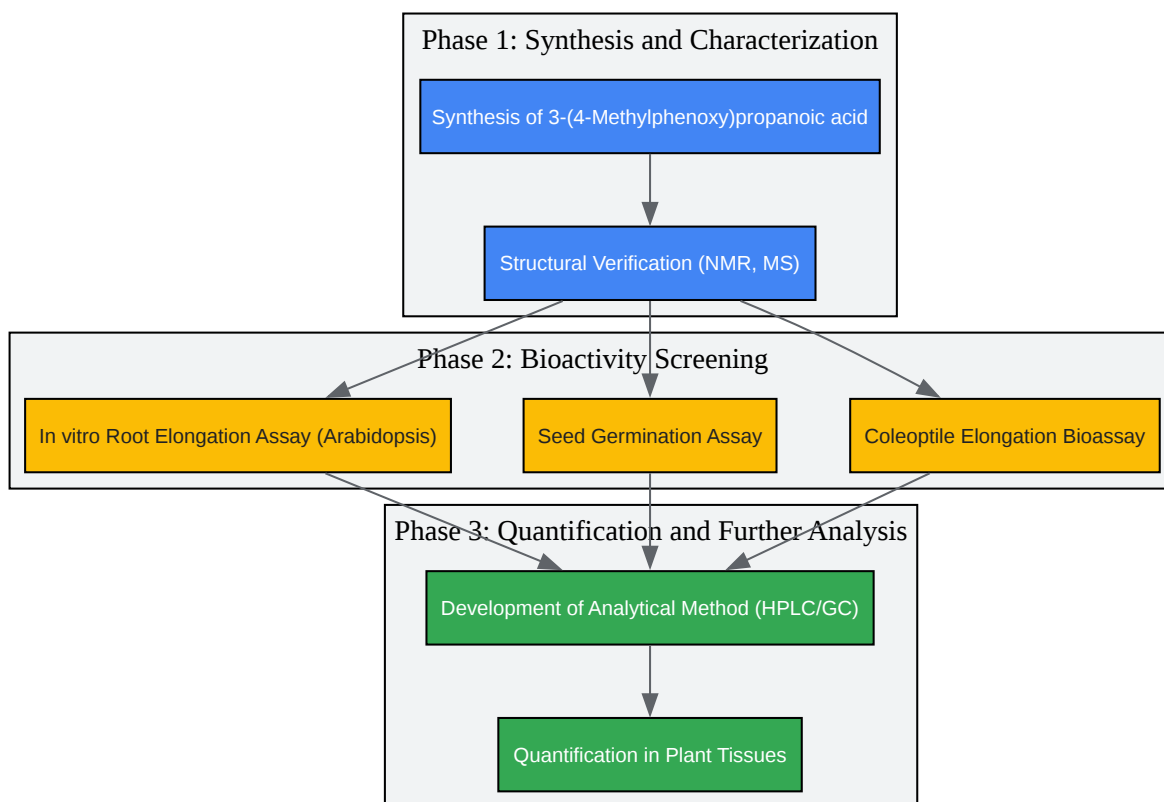 Phase 1: Synthesis and Characterization
Synthesis of 3-(4-Methylphenoxy)propanoic acid
Structural Verification (NMR, MS)
Phase 2: Bioactivity Screening
In vitro Root Elongation Assay (Arabidopsis)
Seed Germination Assay
Coleoptile Elongation Bioassay
Phase 3: Quantification and Further Analysis
Development of Analytical Method (HPLC/GC)
Quantification in Plant Tissues